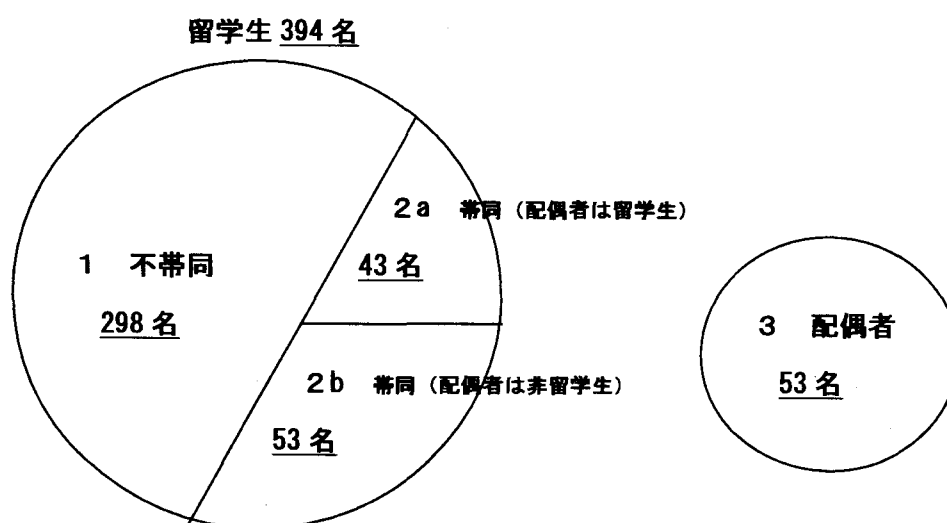 留学生 394 名
2a 帯同（配偶者は留学生）
43 名
1 不帯同
298 名
2b 帯同（配偶者は非留学生）
53 名
3 配偶者
53 名